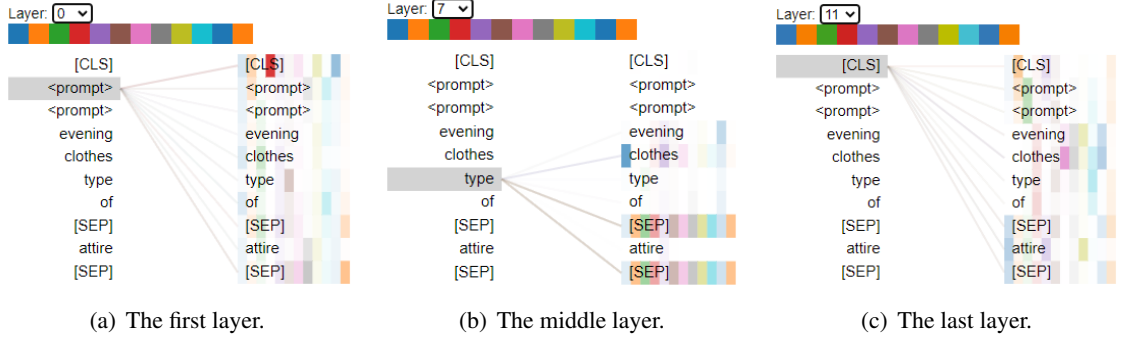 Layer: 0
[CLS] [CLS]
<prompt> <prompt>
<prompt> <prompt>
evening evening
clothes clothes
type type
of of
[SEP] [SEP]
attire attire
[SEP] [SEP]
(a) The first layer.
Layer: 7
[CLS] [CLS]
<prompt> <prompt>
<prompt> <prompt>
evening evening
clothes clothes
type type
of of
[SEP] [SEP]
attire attire
[SEP] [SEP]
(b) The middle layer.
Layer: 11
[CLS] [CLS]
<prompt> <prompt>
<prompt> <prompt>
evening evening
clothes clothes
type type
of of
[SEP] [SEP]
attire attire
[SEP] [SEP]
(c) The last layer.